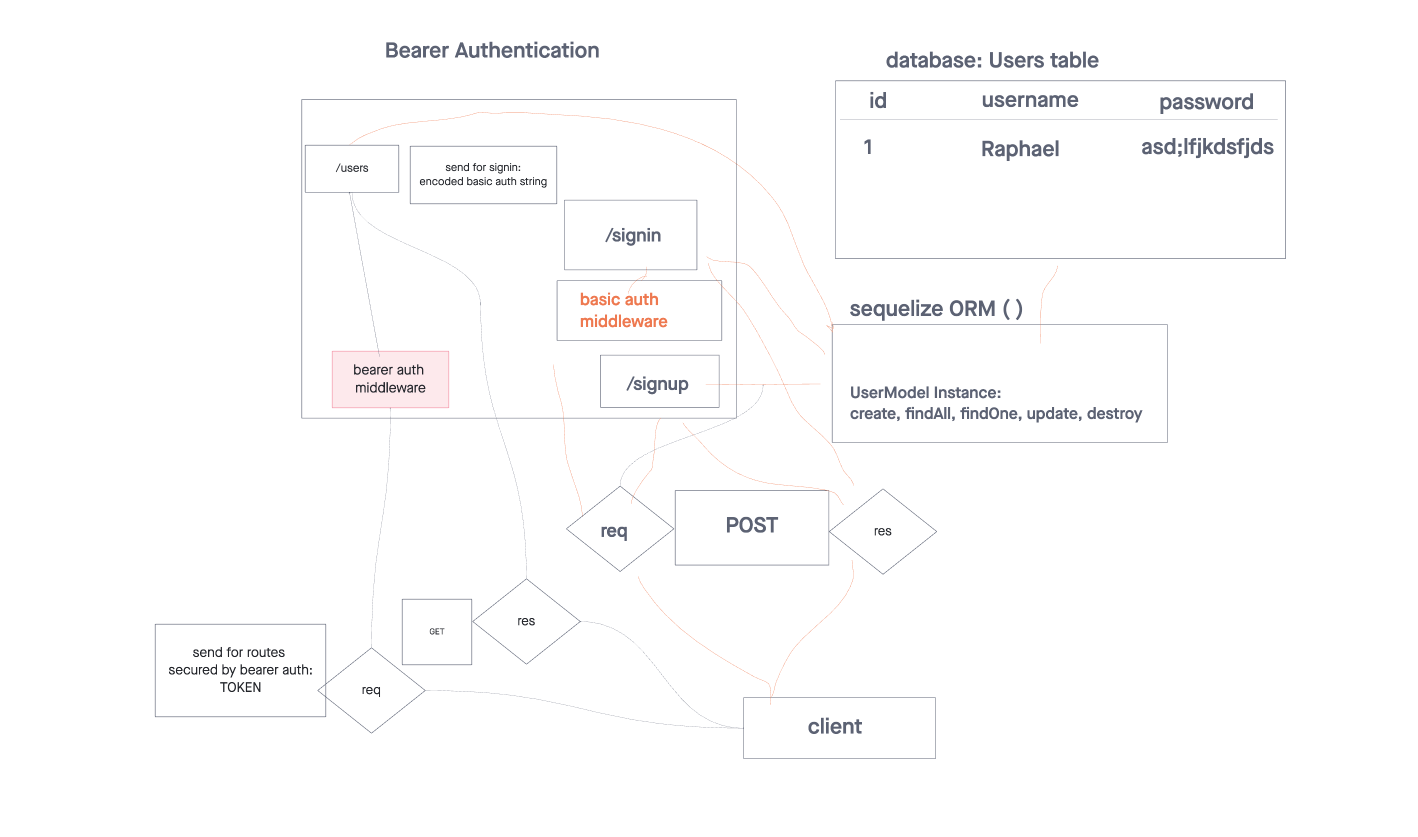 Bearer Authentication
database: Users table
id username password
1 Raphael asd;lfjkdsfjds
/users
send for signin:
encoded basic auth string
/signin
basic auth
middleware
sequelize ORM ( )
bearer auth
middleware
/signup
UserModel Instance:
create, findAll, findOne, update, destroy
req
POST
res
GET
res
send for routes
secured by bearer auth:
TOKEN
req
client